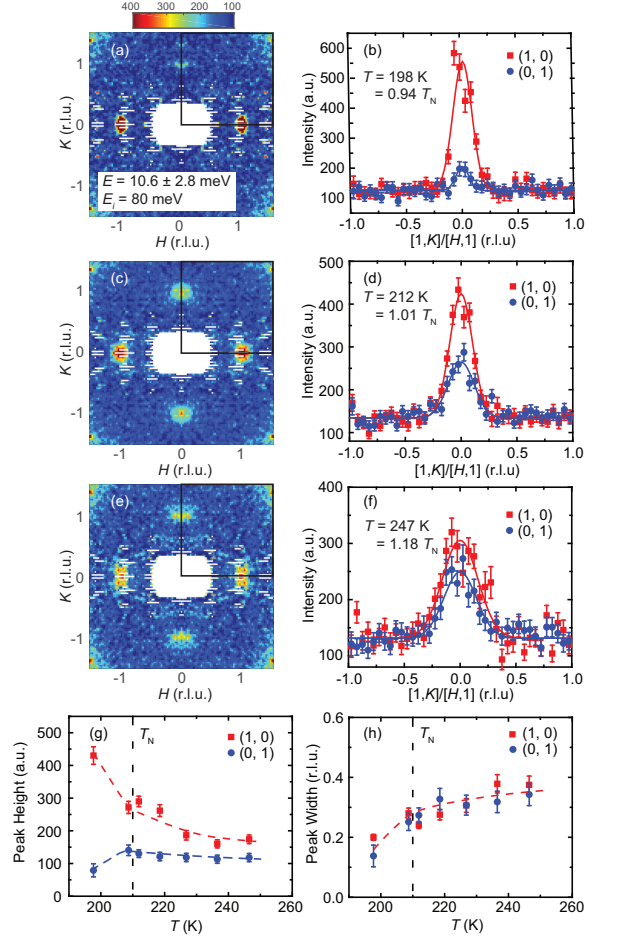 400 300 200 100
(a)
1
0
-1
K (r.l.u.)
E = 10.6 ± 2.8 meV
E_i = 80 meV
-1 0 1
H (r.l.u.)
(b)
(1, 0)
(0, 1)
T = 198 K
= 0.94 T_N
600
500
400
300
200
100
Intensity (a.u.)
-1.0 -0.5 0.0 0.5 1.0
[1,K]/[H,1] (r.l.u)
(c)
1
0
-1
K (r.l.u.)
-1 0 1
H (r.l.u.)
(d)
(1, 0)
(0, 1)
T = 212 K
= 1.01 T_N
500
400
300
200
100
Intensity (a.u.)
-1.0 -0.5 0.0 0.5 1.0
[1,K]/[H,1] (r.l.u)
(e)
1
0
-1
K (r.l.u.)
-1 0 1
H (r.l.u.)
(f)
(1, 0)
(0, 1)
T = 247 K
= 1.18 T_N
400
300
200
100
Intensity (a.u.)
-1.0 -0.5 0.0 0.5 1.0
[1,K]/[H,1] (r.l.u)
(g)
T_N
(1, 0)
(0, 1)
500
400
300
200
100
0
Peak Height (a.u.)
200 220 240 260
T (K)
(h)
T_N
(1, 0)
(0, 1)
0.6
0.4
0.2
0.0
Peak Width (r.l.u.)
200 220 240 260
T (K)